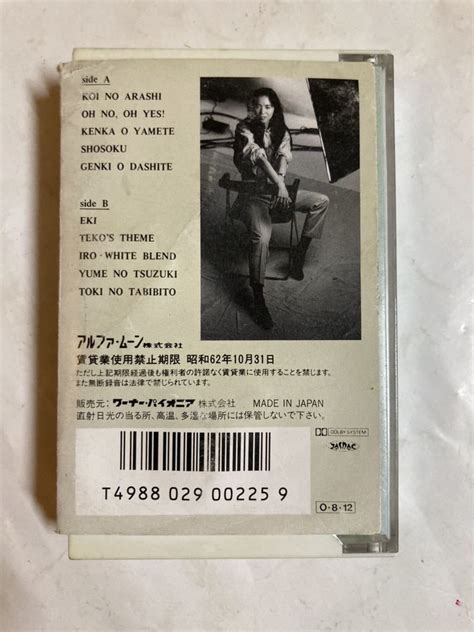 side A
KOI NO ARASHI
OH NO, OH YES!
KENKA O YAMETE
SHOSOKU
GENKI O DASHITE
side B
EKI
TEKO'S THEME
IRO·WHITE BLEND
YUME NO TSUZUKI
TOKI NO TABIBITO
アルファ・ムーン株式会社
賃貸業使用禁止期限 昭和62年10月31日
ただし上記期限経過後も権利者の許諾なく賃貸業に使用することを禁じます。
また無断録音は法律で禁じられています。
販売元:ワーナー・パイオニア株式会社 MADE IN JAPAN
直射日光の当る所、高温、多湿な場所には保管しないで下さい。
DOLBY SYSTEM
JASRAC
T4988 029 00225 9
O·8·12